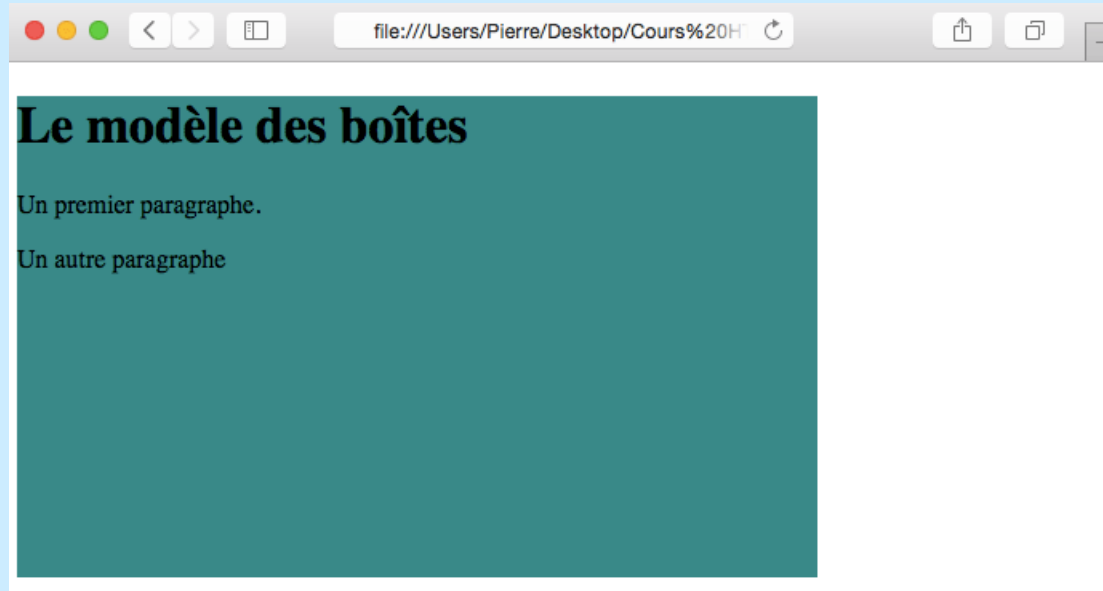 file:///Users/Pierre/Desktop/Cours%20H
Le modèle des boîtes
Un premier paragraphe.
Un autre paragraphe